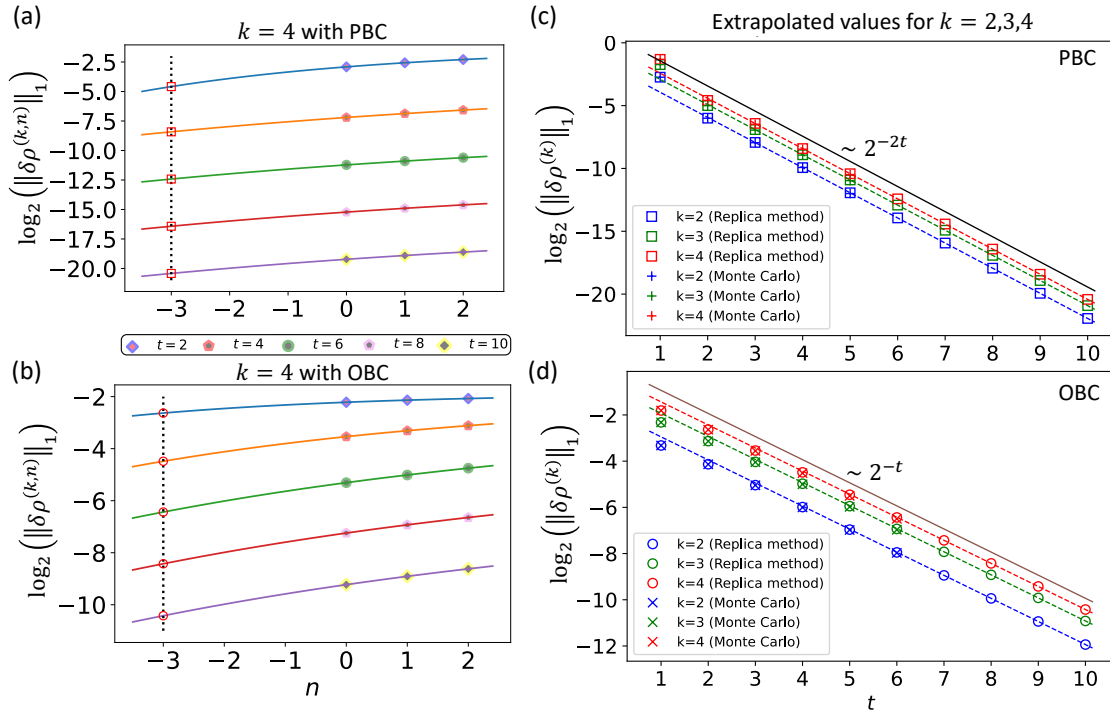 (a)
k = 4 with PBC
log₂(‖δρ^(k,n)‖₁)
−2.5
−5.0
−7.5
−10.0
−12.5
−15.0
−17.5
−20.0
−3 −2 −1 0 1 2
t = 2 t = 4 t = 6 t = 8 t = 10
(b)
k = 4 with OBC
log₂(‖δρ^(k,n)‖₁)
−2
−4
−6
−8
−10
−3 −2 −1 0 1 2
n
(c)
Extrapolated values for k = 2,3,4
PBC
log₂(‖δρ^(k)‖₁)
0
−5
−10
−15
−20
~ 2^−2t
k=2 (Replica method)
k=3 (Replica method)
k=4 (Replica method)
k=2 (Monte Carlo)
k=3 (Monte Carlo)
k=4 (Monte Carlo)
1 2 3 4 5 6 7 8 9 10
(d)
OBC
log₂(‖δρ^(k)‖₁)
−2
−4
−6
−8
−10
−12
~ 2^−t
k=2 (Replica method)
k=3 (Replica method)
k=4 (Replica method)
k=2 (Monte Carlo)
k=3 (Monte Carlo)
k=4 (Monte Carlo)
1 2 3 4 5 6 7 8 9 10
t